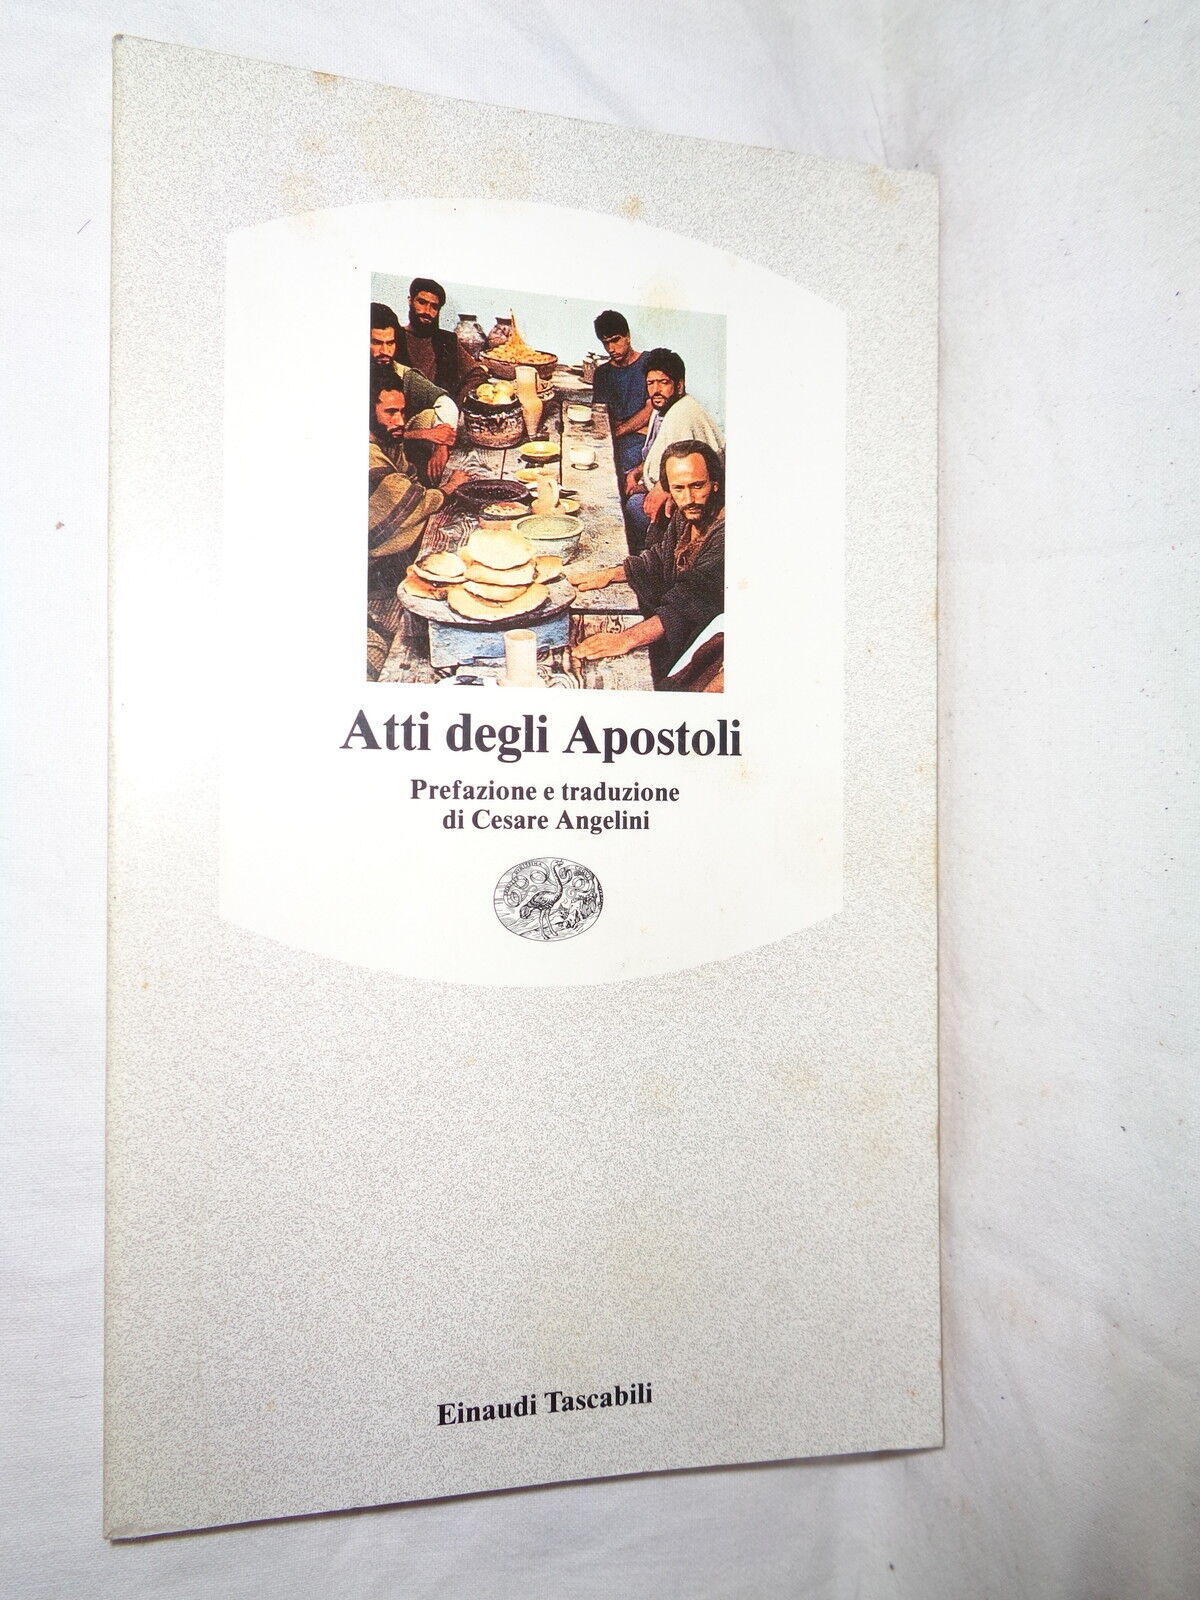 Atti degli Apostoli
Prefazione e traduzione
di Cesare Angelini
Einaudi Tascabili